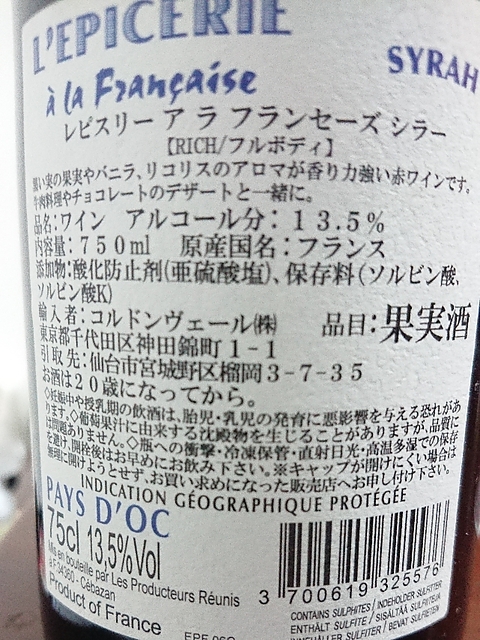 L'EPICERIE
SYRAH
à la Française
レピスリー ア ラ フランセーズ シラー
【RICH/フルボディ】
黒い実の果実やバニラ、リコリスのアロマが香り力強い赤ワインです。
牛肉料理やチョコレートのデザートと一緒に。
品名:ワイン アルコール分:13.5%
内容量:750ml 原産国名:フランス
添加物:酸化防止剤(亜硫酸塩)、保存料(ソルビン酸、
ソルビン酸K)
輸入者:コルドンヴェール㈱ 品目:果実酒
東京都千代田区神田錦町1-1
引取先:仙台市宮城野区榴岡3-7-35
お酒は20歳になってから。
◇妊娠中や授乳期の飲酒は、胎児・乳児の発育に悪影響を与える恐れがあ
ります。◇葡萄果汁に由来する沈殿物を生じることがありますが、品質に
は問題ありません。◇瓶への衝撃・冷凍保管・直射日光・高温多湿での保存
を避け、開栓後はお早めにお飲み下さい。※キャップが開けにくい場合は
無理に開けようとせず、お買い求めになった販売店へお申し付け下さい。
INDICATION GÉOGRAPHIQUE PROTÉGÉE
PAYS D'OC
75cl 13,5%Vol
Mis en bouteille par Les Producteurs Réunis
à F.34360 - Cébazan
Product of France
3 700619 325576
CONTAINS SULPHITES / INDEHOLDER SULFITTER
ENTHÄLT SULFITE / SISÄLTÄÄ SULFIITEJA
INNEHÅLLER SULFITER / BEVAT SULFIETEN